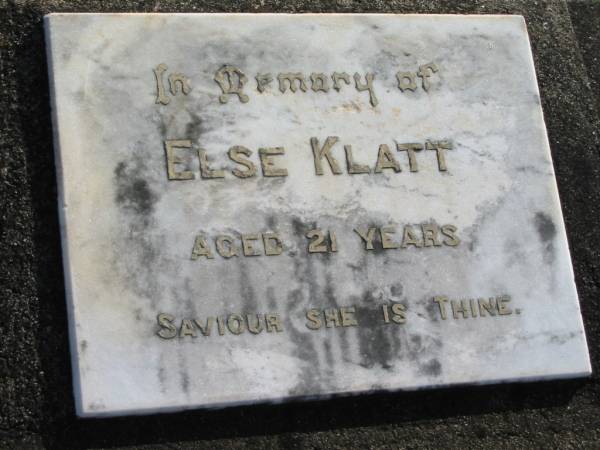 In Memory of
ELSE KLATT
AGED 21 YEARS
SAVIOUR SHE IS THINE.